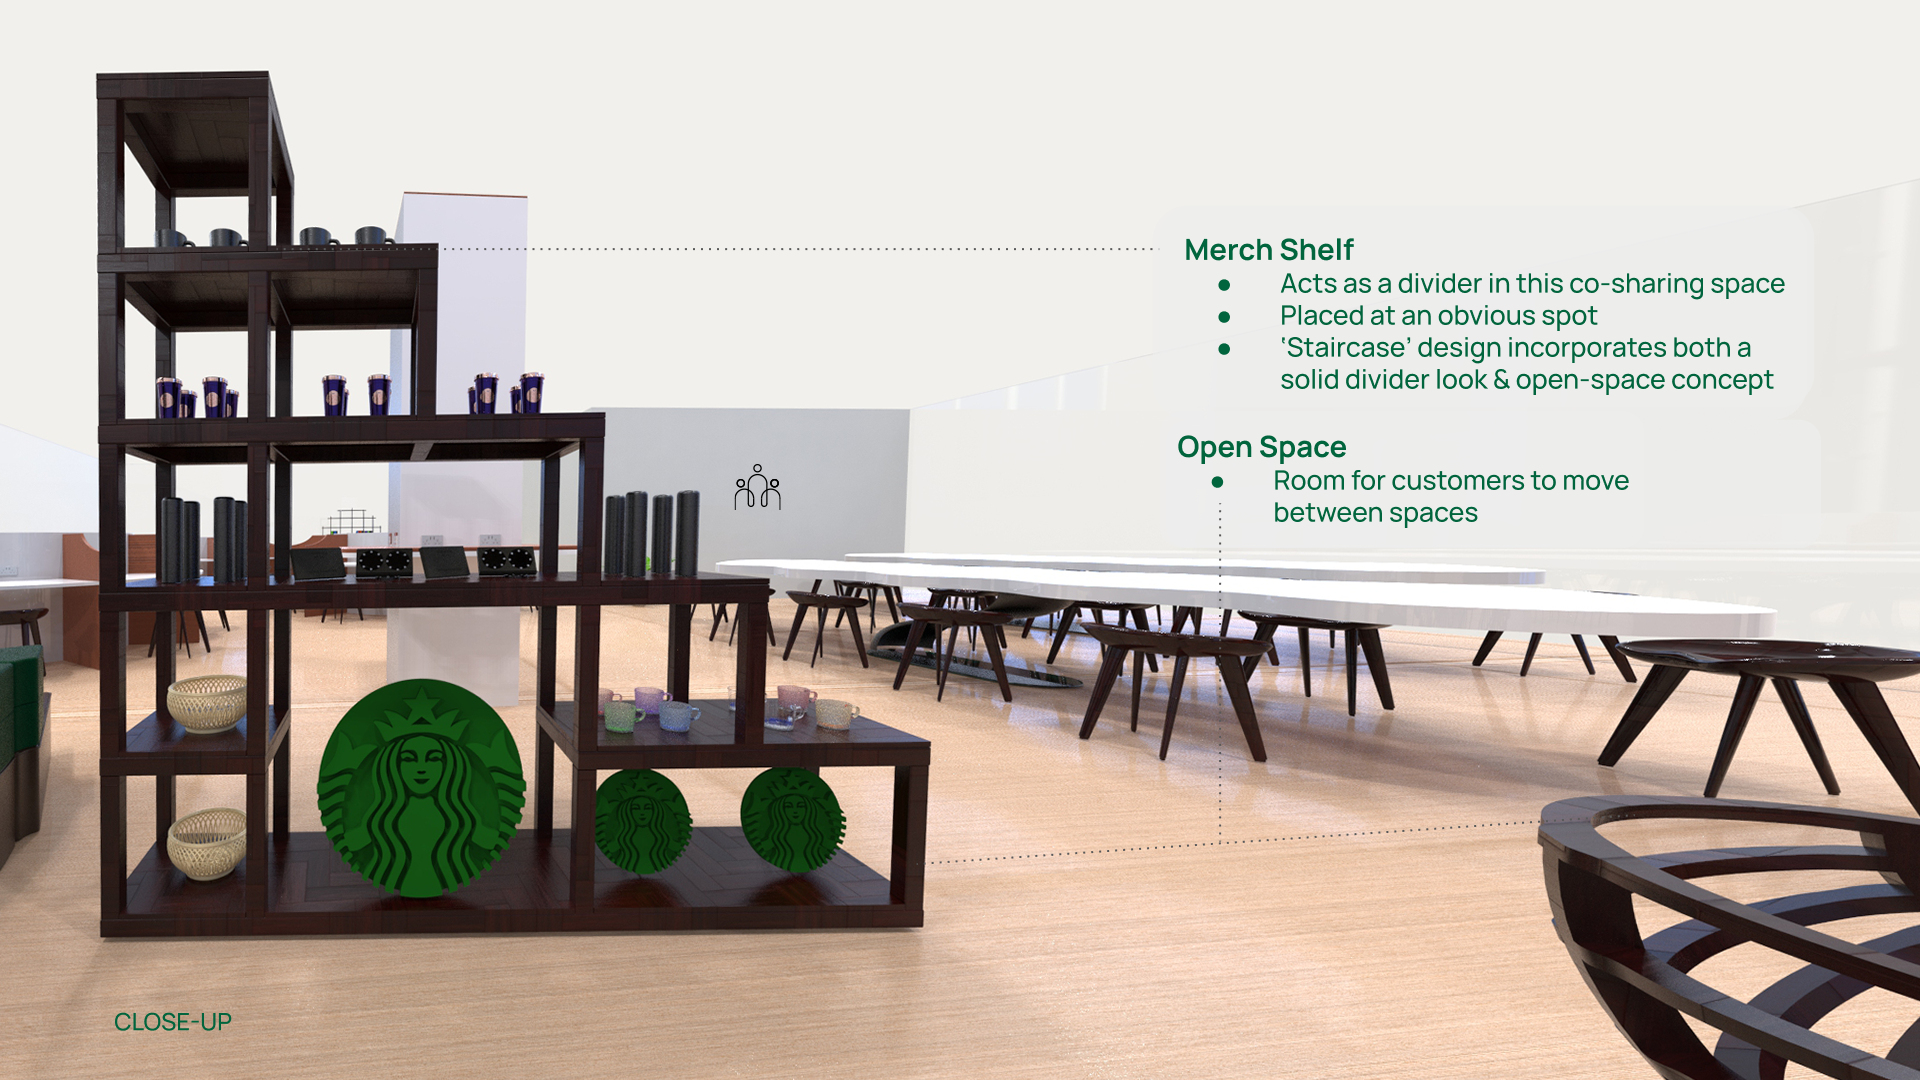 Merch Shelf
● Acts as a divider in this co-sharing space
● Placed at an obvious spot
● ‘Staircase’ design incorporates both a
solid divider look & open-space concept
Open Space
● Room for customers to move
between spaces
CLOSE-UP